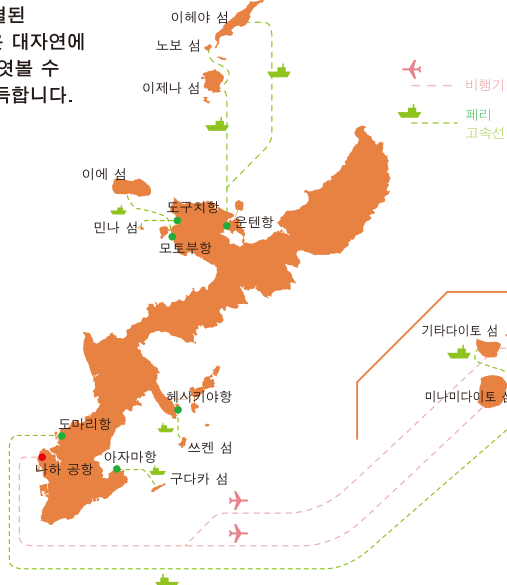 대자연에
엿볼 수
득합니다.
이헤야 섬
노보 섬
이제나 섬
비행기
페리
고속선
이에 섬
도구치항
민나 섬
운텐항
모토부항
기타다이토 섬
미나미다이토 섬
헤시키야항
도마리항
쓰켄 섬
아자마항
나하 공항
구다카 섬